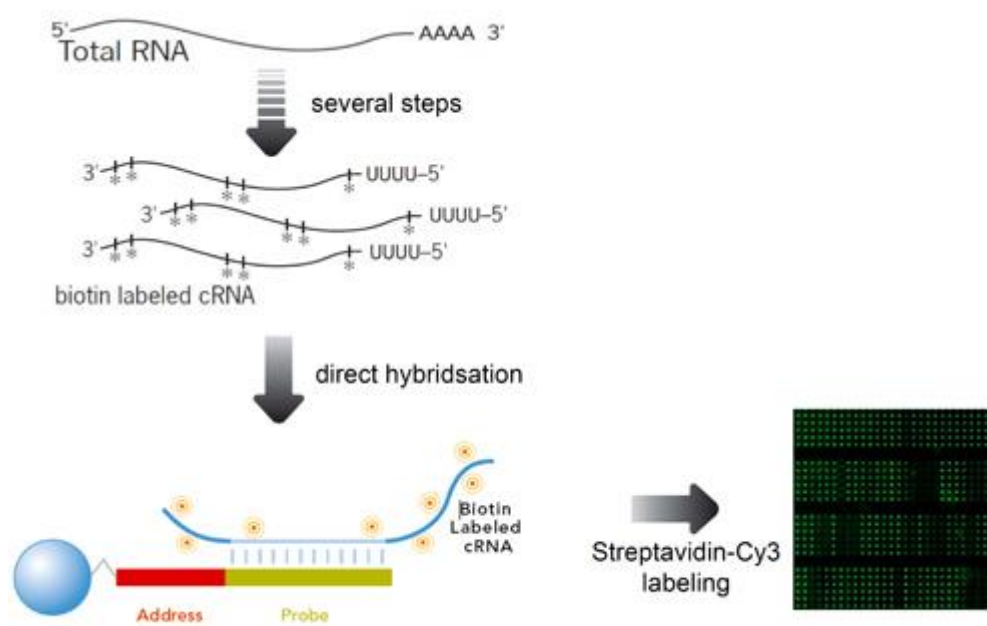 5' AAAA 3'
Total RNA
several steps
3' * * * * * UUUU–5'
3' * * * * * UUUU–5'
3' * * * * * UUUU–5'
biotin labeled cRNA
direct hybridsation
Biotin
Labeled
cRNA
Address Probe
Streptavidin-Cy3
labeling